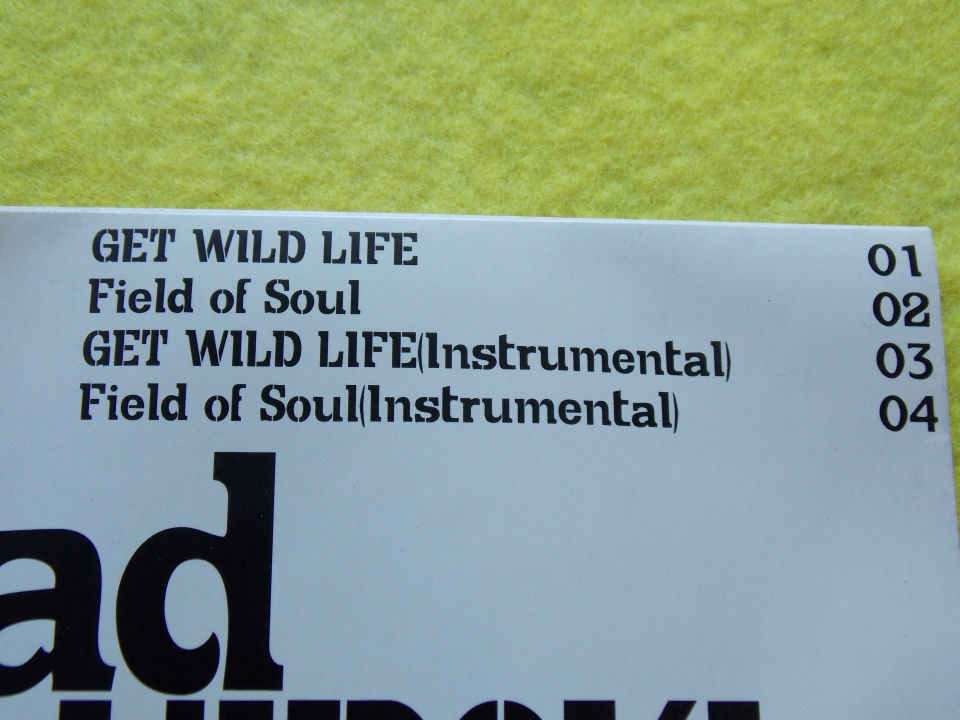 GET WILD LIFE 01
Field of Soul 02
GET WILD LIFE(Instrumental) 03
Field of Soul(Instrumental) 04
ad